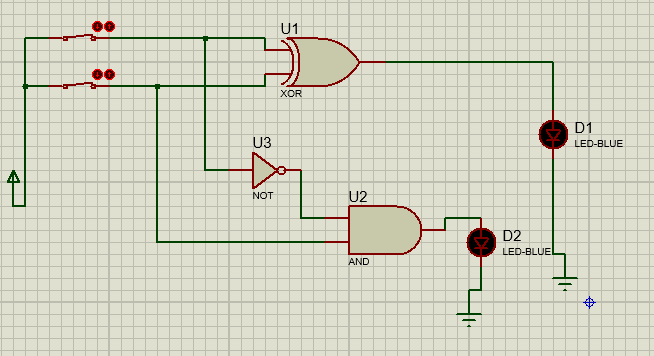 U1
XOR
D1
LED-BLUE
U3
NOT
U2
AND
D2
LED-BLUE